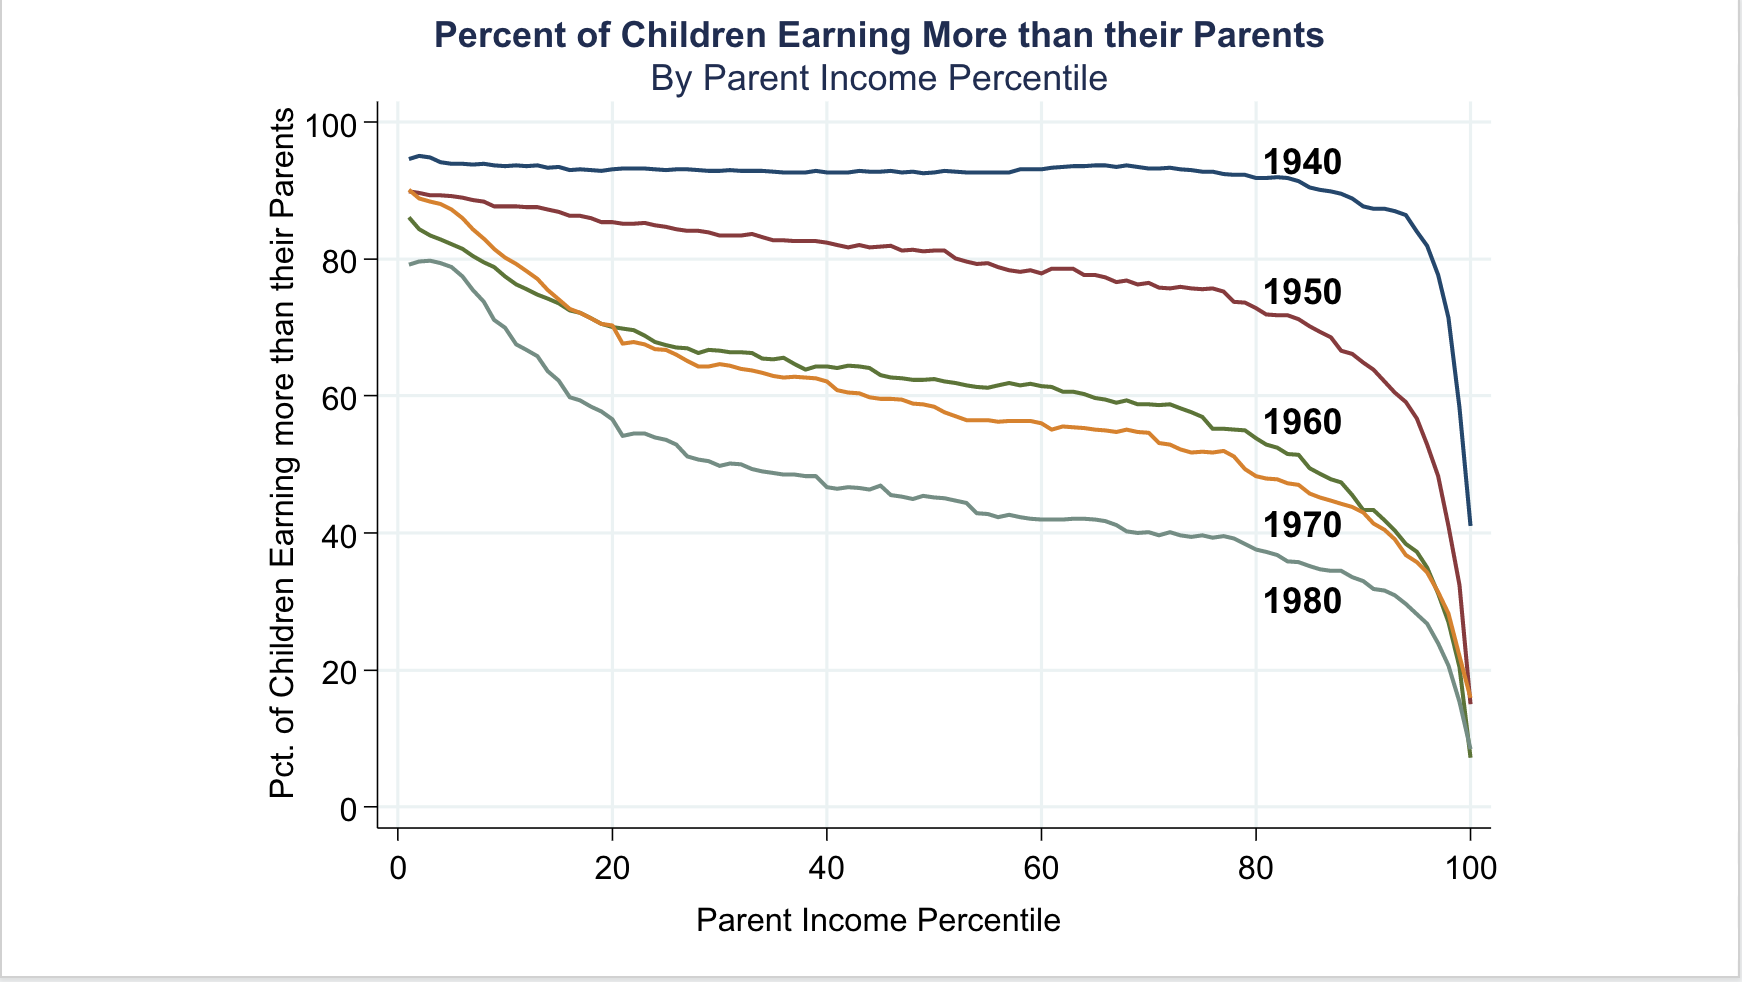 Percent of Children Earning More than their Parents
By Parent Income Percentile
Pct. of Children Earning more than their Parents
100
80
60
40
20
0
1940
1950
1960
1970
1980
0 20 40 60 80 100
Parent Income Percentile